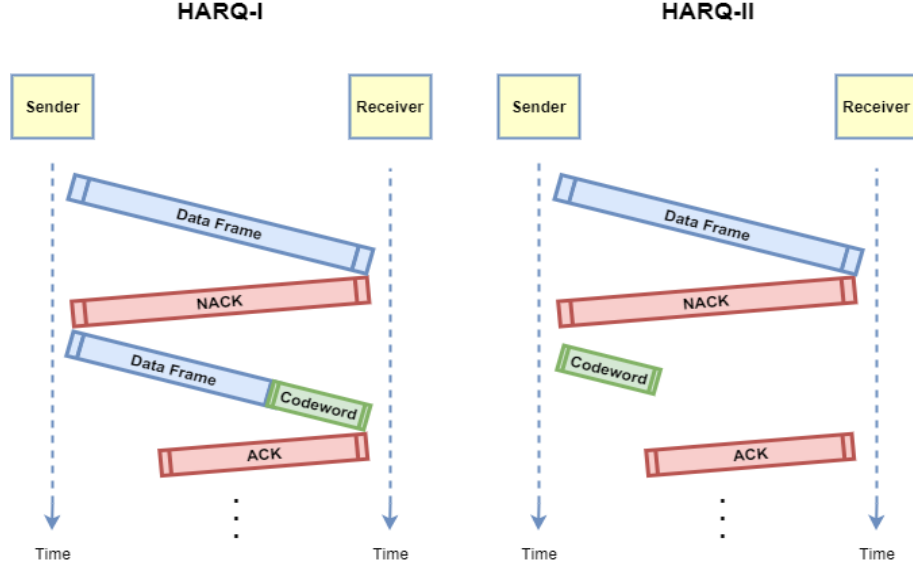 HARQ-I
HARQ-II
Sender
Receiver
Sender
Receiver
Data Frame
Data Frame
NACK
NACK
Data Frame
Codeword
Codeword
ACK
ACK
Time
Time
Time
Time